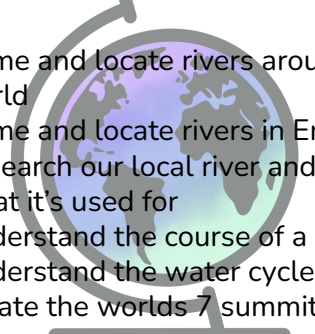 me and locate rivers arou
rld
me and locate rivers in En
earch our local river and
at it’s used for
derstand the course of a
derstand the water cycle
ate the worlds 7 summit